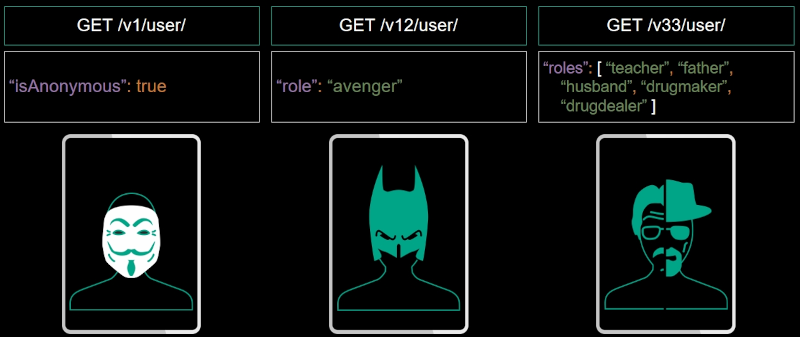 GET /v1/user/
“isAnonymous”: true
GET /v12/user/
“role”: “avenger”
GET /v33/user/
“roles”: [ “teacher”, “father”,
“husband”, “drugmaker”,
“drugdealer” ]